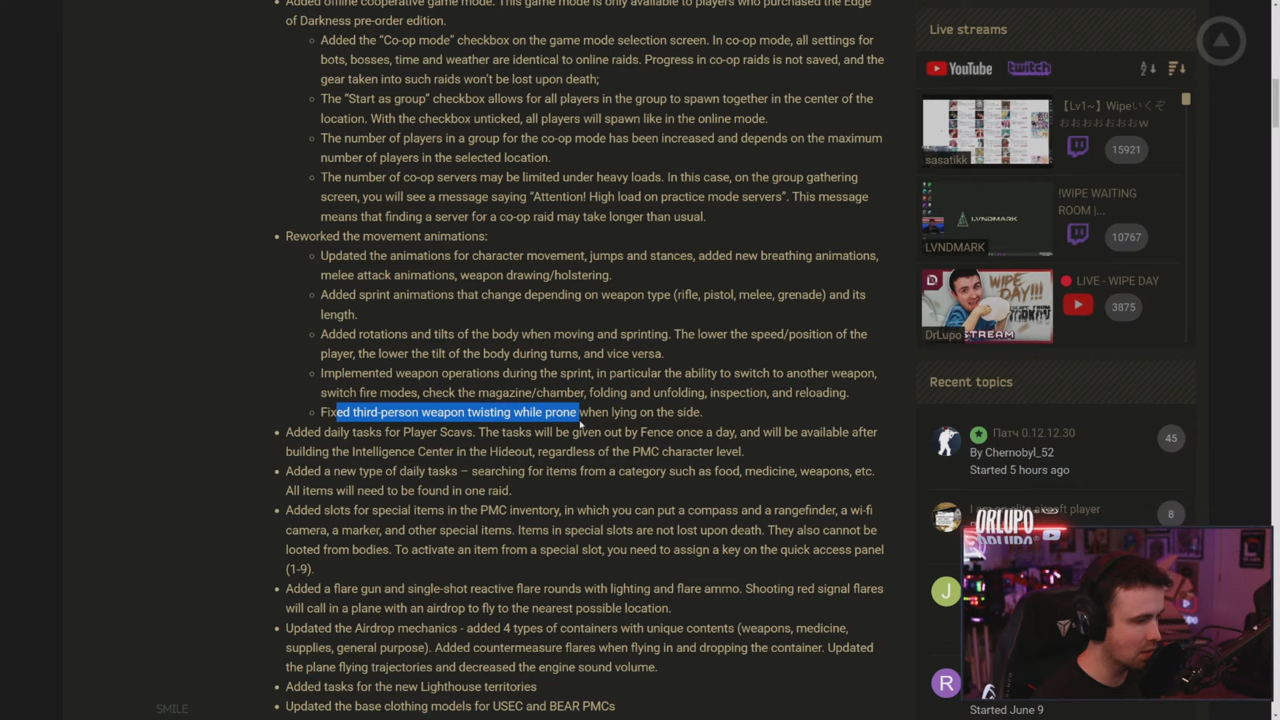 Added offline cooperative game mode. This game mode is only available to players who purchased the Edge
of Darkness pre-order edition.
Added the “Co-op mode” checkbox on the game mode selection screen. In co-op mode, all settings for
bots, bosses, time and weather are identical to online raids. Progress in co-op raids is not saved, and the
gear taken into such raids won’t be lost upon death;
The “Start as group” checkbox allows for all players in the group to spawn together in the center of the
location. With the checkbox unticked, all players will spawn like in the online mode.
The number of players in a group for the co-op mode has been increased and depends on the maximum
number of players in the selected location.
The number of co-op servers may be limited under heavy loads. In this case, on the group gathering
screen, you will see a message saying “Attention! High load on practice mode servers”. This message
means that finding a server for a co-op raid may take longer than usual.
Reworked the movement animations:
Updated the animations for character movement, jumps and stances, added new breathing animations,
melee attack animations, weapon drawing/holstering.
Added sprint animations that change depending on weapon type (rifle, pistol, melee, grenade) and its
length.
Added rotations and tilts of the body when moving and sprinting. The lower the speed/position of the
player, the lower the tilt of the body during turns, and vice versa.
Implemented weapon operations during the sprint, in particular the ability to switch to another weapon,
switch fire modes, check the magazine/chamber, folding and unfolding, inspection, and reloading.
Fixed third-person weapon twisting while prone when lying on the side.
Added daily tasks for Player Scavs. The tasks will be given out by Fence once a day, and will be available after
building the Intelligence Center in the Hideout, regardless of the PMC character level.
Added a new type of daily tasks – searching for items from a category such as food, medicine, weapons, etc.
All items will need to be found in one raid.
Added slots for special items in the PMC inventory, in which you can put a compass and a rangefinder, a wi-fi
camera, a marker, and other special items. Items in special slots are not lost upon death. They also cannot be
looted from bodies. To activate an item from a special slot, you need to assign a key on the quick access panel
(1-9).
Added a flare gun and single-shot reactive flare rounds with lighting and flare ammo. Shooting red signal flares
will call in a plane with an airdrop to fly to the nearest possible location.
Updated the Airdrop mechanics - added 4 types of containers with unique contents (weapons, medicine,
supplies, general purpose). Added countermeasure flares when flying in and dropping the container. Updated
the plane flying trajectories and decreased the engine sound volume.
Added tasks for the new Lighthouse territories
Updated the base clothing models for USEC and BEAR PMCs
SMILE
Live streams
YouTube twitch
【Lv1~】Wipeいくぞ
おおおおおおおw
sasatikk
15921
!WIPE WAITING
ROOM |...
LVNDMARK
LVNDMARK
10767
LIVE - WIPE DAY
WIPE DAY!!!
STREAM
DrLupo
3875
Recent topics
Патч 0.12.12.30
By Chernobyl_52
Started 5 hours ago
45
8
DRLUPO
Started June 9